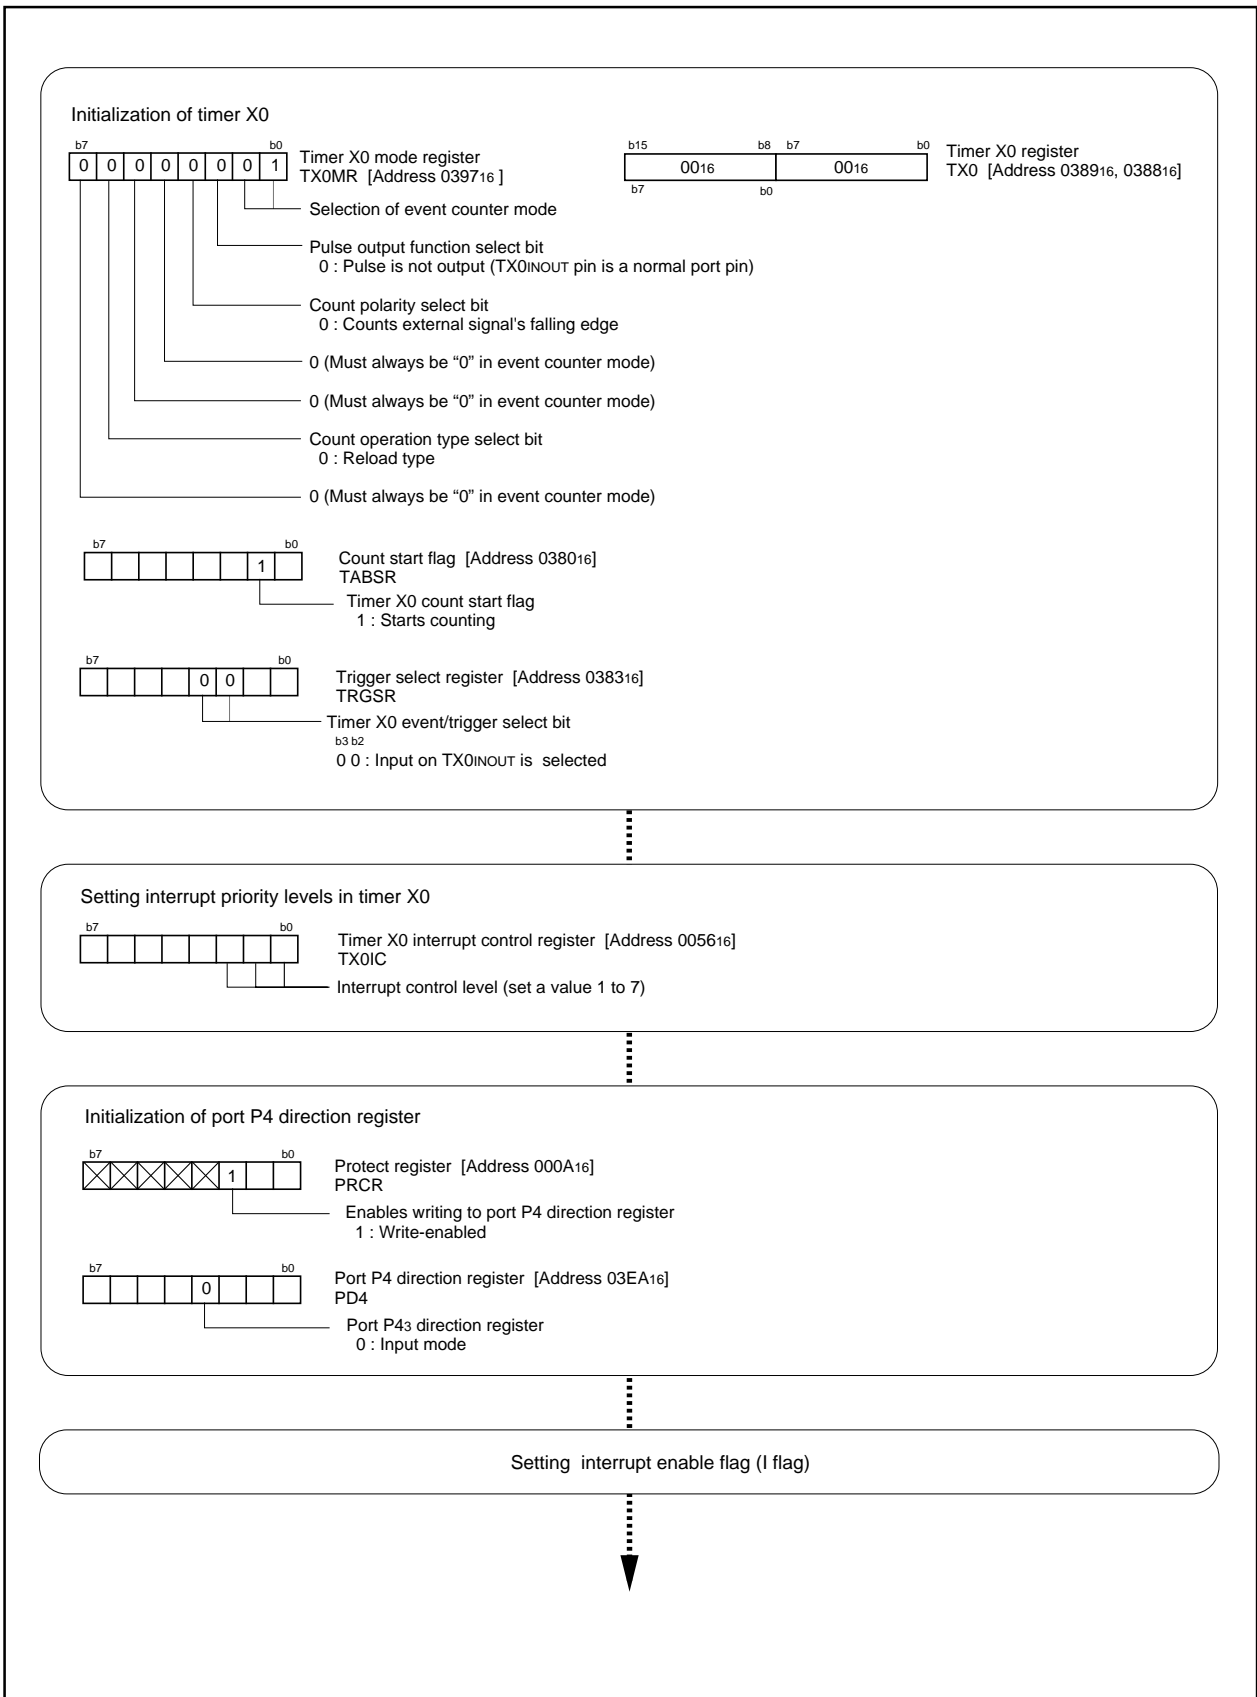 Initialization of timer X0
b7 b0
0 0 0 0 0 0 0 1
Timer X0 mode register
TX0MR [Address 039716 ]
b15 b8 b7 b0
0016 0016
b7 b0
Timer X0 register
TX0 [Address 038916, 038816]
Selection of event counter mode
Pulse output function select bit
0 : Pulse is not output (TX0INOUT pin is a normal port pin)
Count polarity select bit
0 : Counts external signal's falling edge
0 (Must always be “0” in event counter mode)
0 (Must always be “0” in event counter mode)
Count operation type select bit
0 : Reload type
0 (Must always be “0” in event counter mode)
b7 b0
1
Count start flag [Address 038016]
TABSR
Timer X0 count start flag
1 : Starts counting
b7 b0
0 0
Trigger select register [Address 038316]
TRGSR
Timer X0 event/trigger select bit
b3 b2
0 0 : Input on TX0INOUT is selected
Setting interrupt priority levels in timer X0
b7 b0
Timer X0 interrupt control register [Address 005616]
TX0IC
Interrupt control level (set a value 1 to 7)
Initialization of port P4 direction register
b7 b0
1
Protect register [Address 000A16]
PRCR
Enables writing to port P4 direction register
1 : Write-enabled
b7 b0
0
Port P4 direction register [Address 03EA16]
PD4
Port P43 direction register
0 : Input mode
Setting interrupt enable flag (I flag)